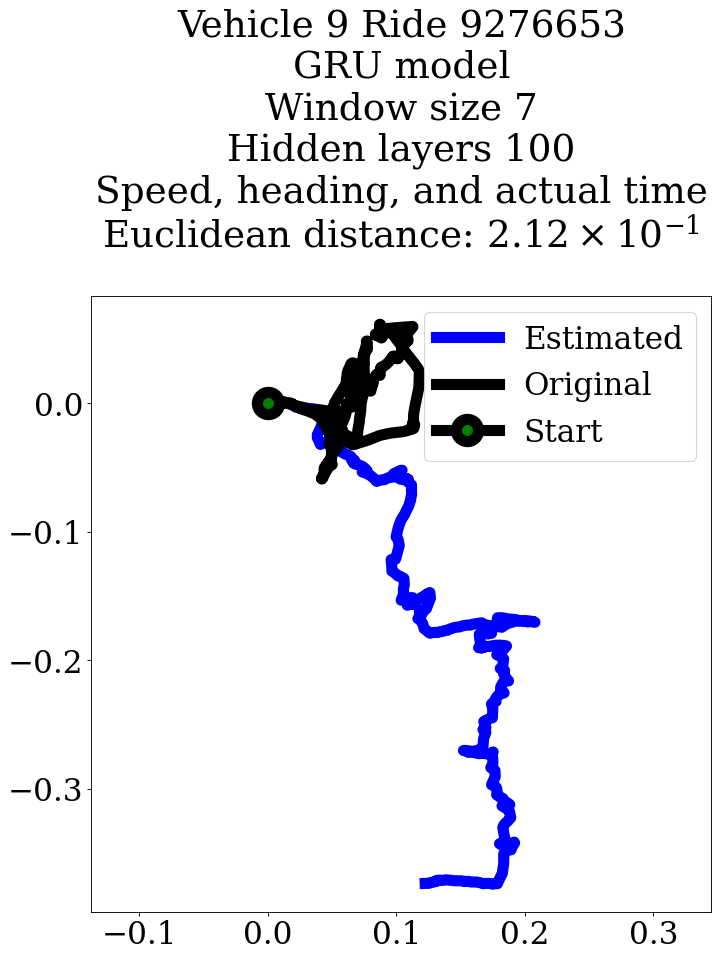 Vehicle 9 Ride 9276653
GRU model
Window size 7
Hidden layers 100
Speed, heading, and actual time
Euclidean distance: 2.12 × 10⁻¹
Estimated
Original
Start
0.0
−0.1
−0.2
−0.3
−0.1 0.0 0.1 0.2 0.3